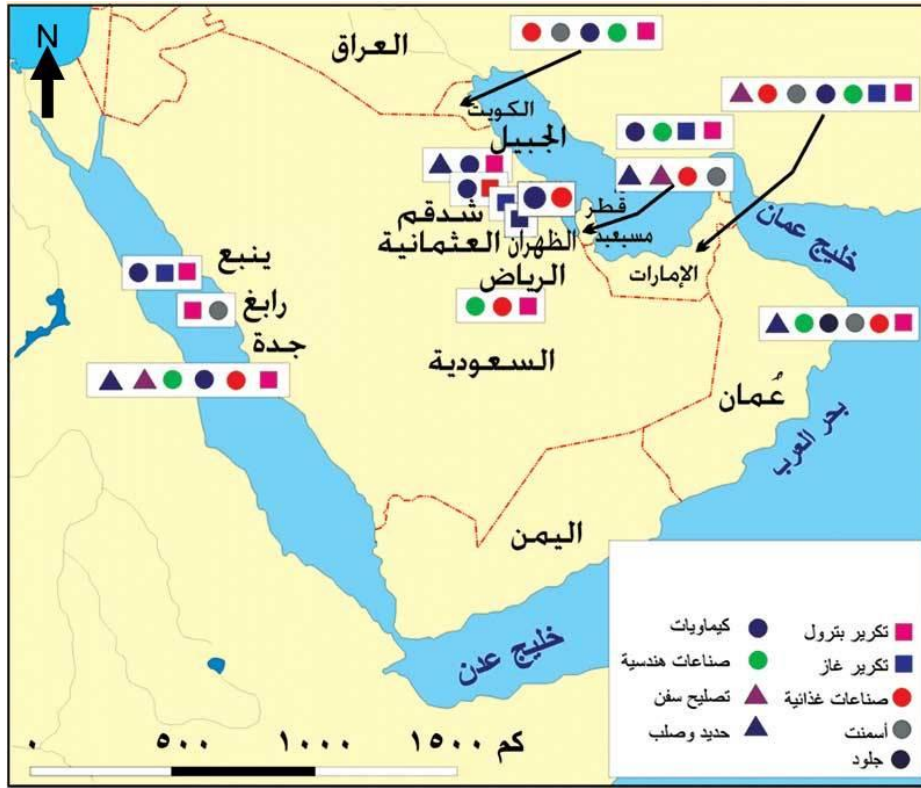 N
العراق
الكويت
الجبيل
شدقم
العثمانية
الظهران
قطر
مسيعيد
الرياض
الإمارات
خليج عمان
ينبع
رابغ
جدة
السعودية
عُمان
بحر العرب
اليمن
خليج عدن
تكرير بترول
كيماويات
تكرير غاز
صناعات هندسية
صناعات غذائية
تصليح سفن
أسمنت
حديد وصلب
جلود
٠ ٥٠٠ ١٠٠٠ ١٥٠٠ كم